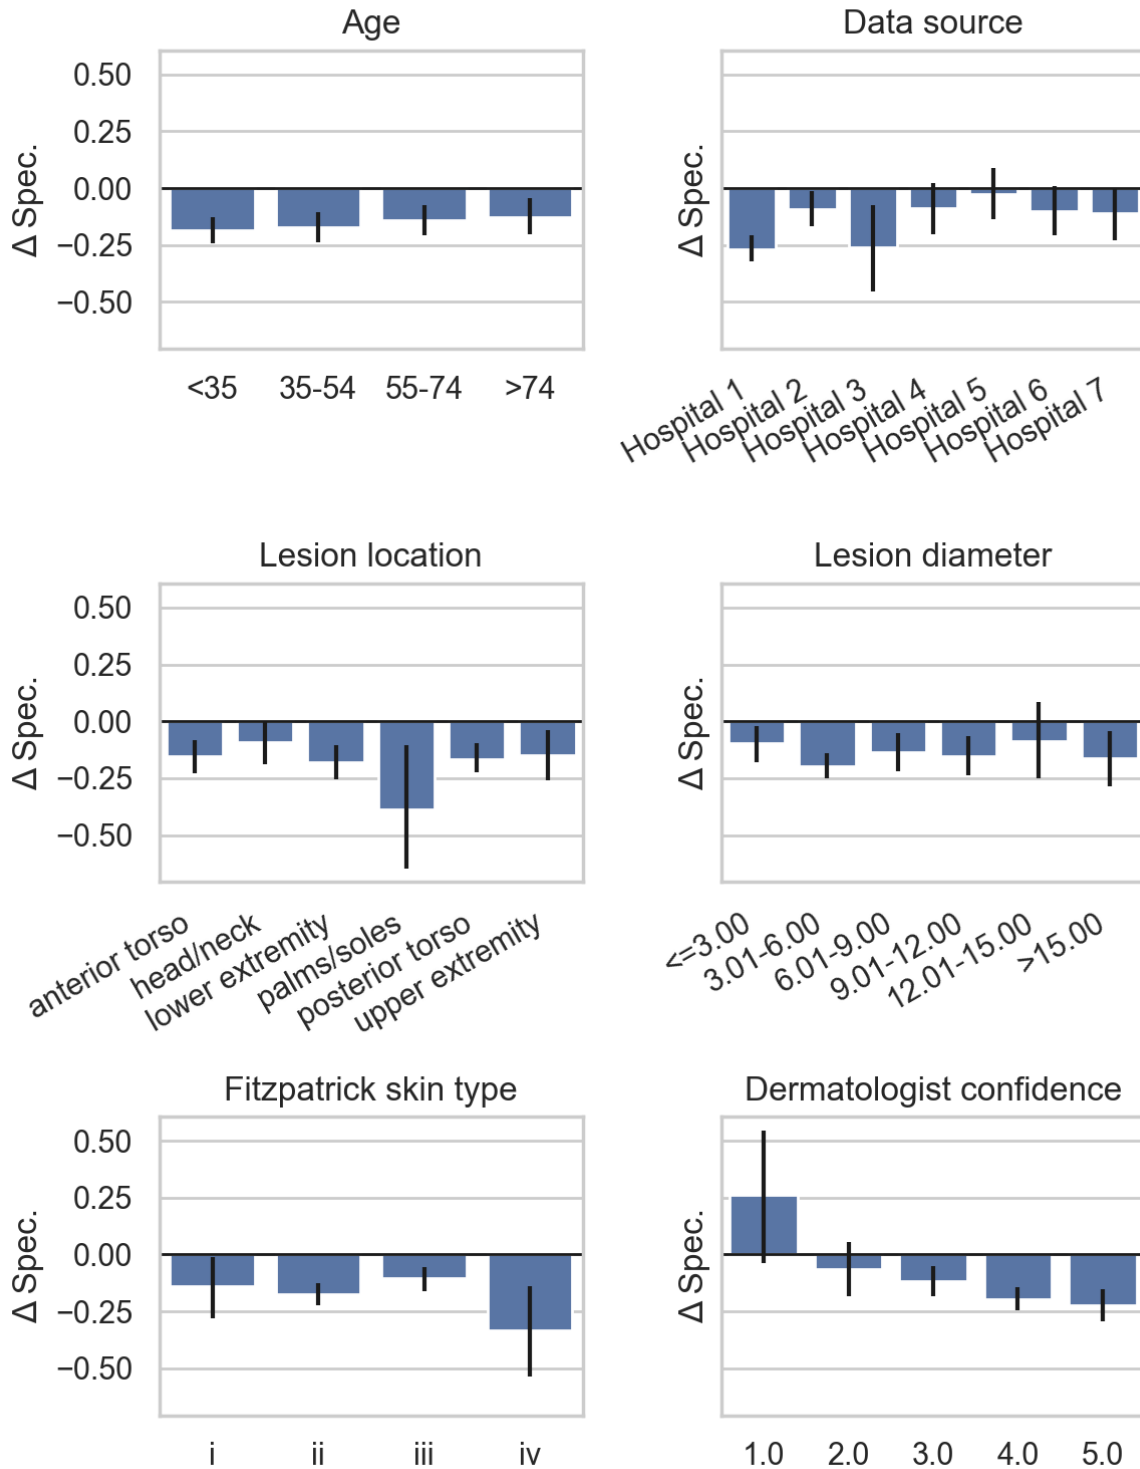 Age
Data source
0.50
0.25
0.00
−0.25
−0.50
Δ Spec.
Δ Spec.
<35 35-54 55-74 >74
Hospital 1
Hospital 2
Hospital 3
Hospital 4
Hospital 5
Hospital 6
Hospital 7
Lesion location
Lesion diameter
0.50
0.25
0.00
−0.25
−0.50
Δ Spec.
Δ Spec.
anterior torso
head/neck
lower extremity
palms/soles
posterior torso
upper extremity
<=3.00
3.01-6.00
6.01-9.00
9.01-12.00
12.01-15.00
>15.00
Fitzpatrick skin type
Dermatologist confidence
0.50
0.25
0.00
−0.25
−0.50
Δ Spec.
Δ Spec.
i ii iii iv
1.0 2.0 3.0 4.0 5.0